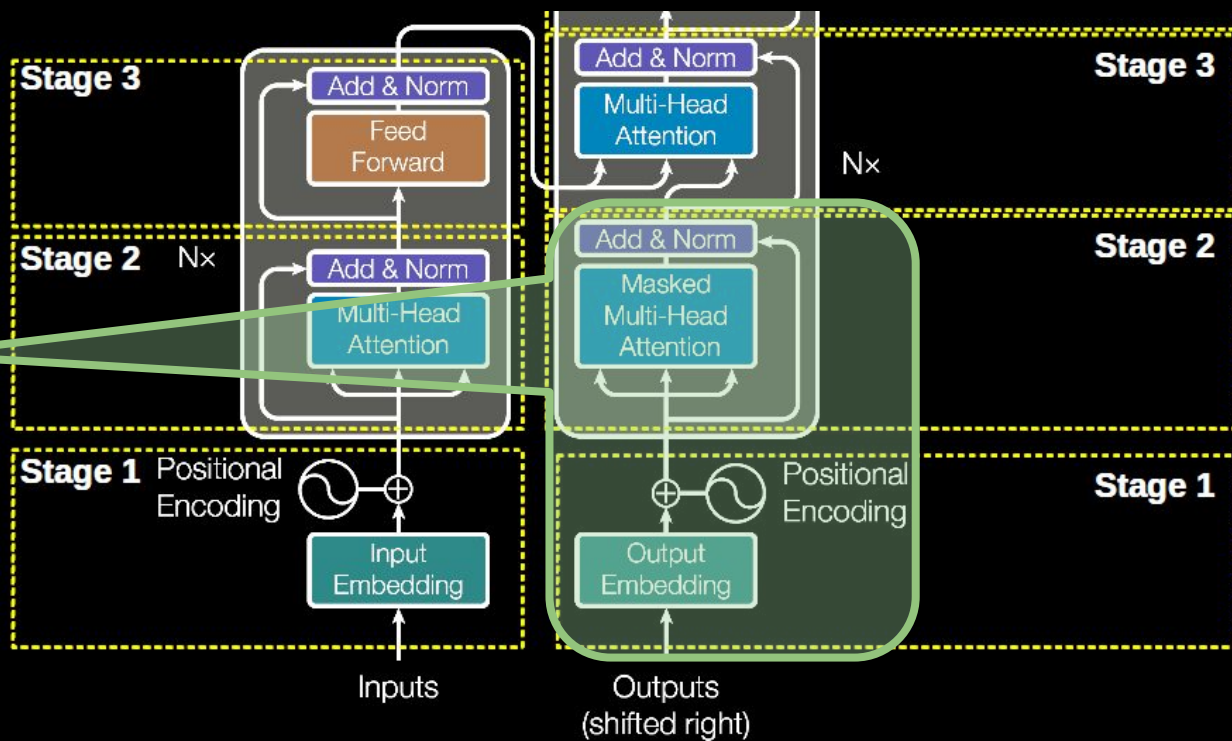 Stage 3
Add & Norm
Feed
Forward
Stage 2
N×
Add & Norm
Multi-Head
Attention
Stage 1
Positional
Encoding
Input
Embedding
Inputs
Stage 3
Add & Norm
Multi-Head
Attention
N×
Stage 2
Add & Norm
Masked
Multi-Head
Attention
Stage 1
Positional
Encoding
Output
Embedding
Outputs
(shifted right)